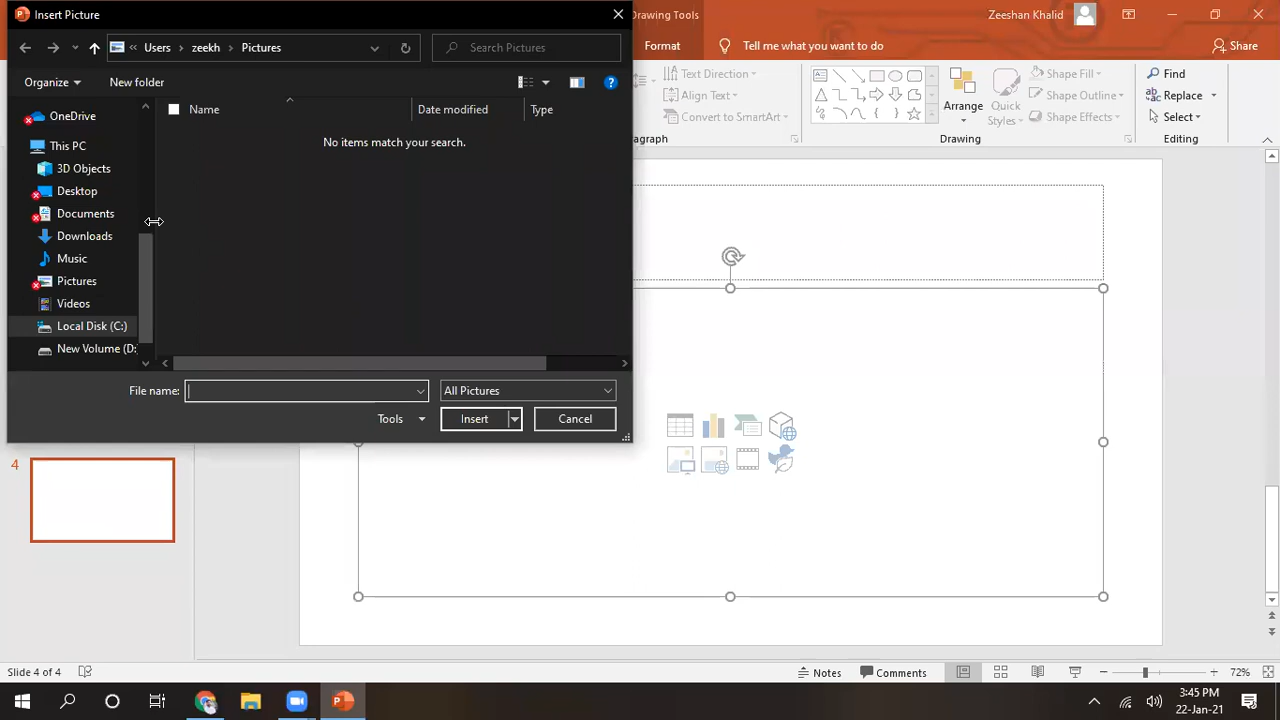 Insert Picture
Drawing Tools
Zeeshan Khalid
Users
zeekh
Pictures
Search Pictures
Format
Tell me what you want to do
Share
Organize
New folder
Text Direction
Align Text
Convert to SmartArt
Arrange
Quick
Styles
Shape Fill
Shape Outline
Shape Effects
Find
Replace
Select
ragraph
Drawing
Editing
Name
Date modified
Type
No items match your search.
OneDrive
This PC
3D Objects
Desktop
Documents
Downloads
Music
Pictures
Videos
Local Disk (C:)
New Volume (D:
File name:
All Pictures
Tools
Insert
Cancel
4
Slide 4 of 4
Notes
Comments
72%
3:45 PM
22-Jan-21